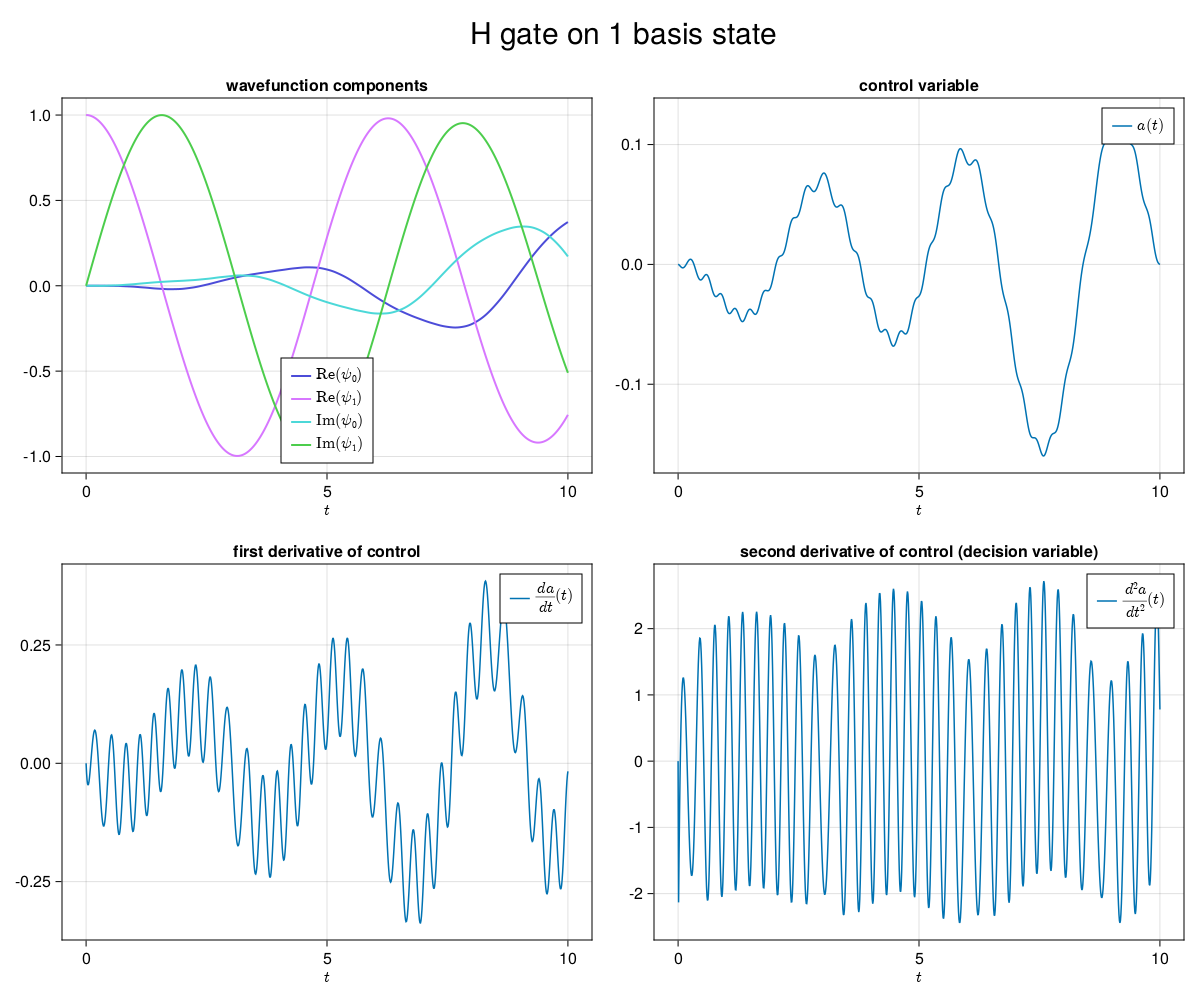 H gate on 1 basis state
wavefunction components
1.0
0.5
0.0
-0.5
-1.0
Re(ψ₀)
Re(ψ₁)
Im(ψ₀)
Im(ψ₁)
0 5 10
t
control variable
0.1
0.0
-0.1
a(t)
0 5 10
t
first derivative of control
0.25
0.00
-0.25
da/dt(t)
0 5 10
t
second derivative of control (decision variable)
2
1
0
-1
-2
d²a/dt²(t)
0 5 10
t